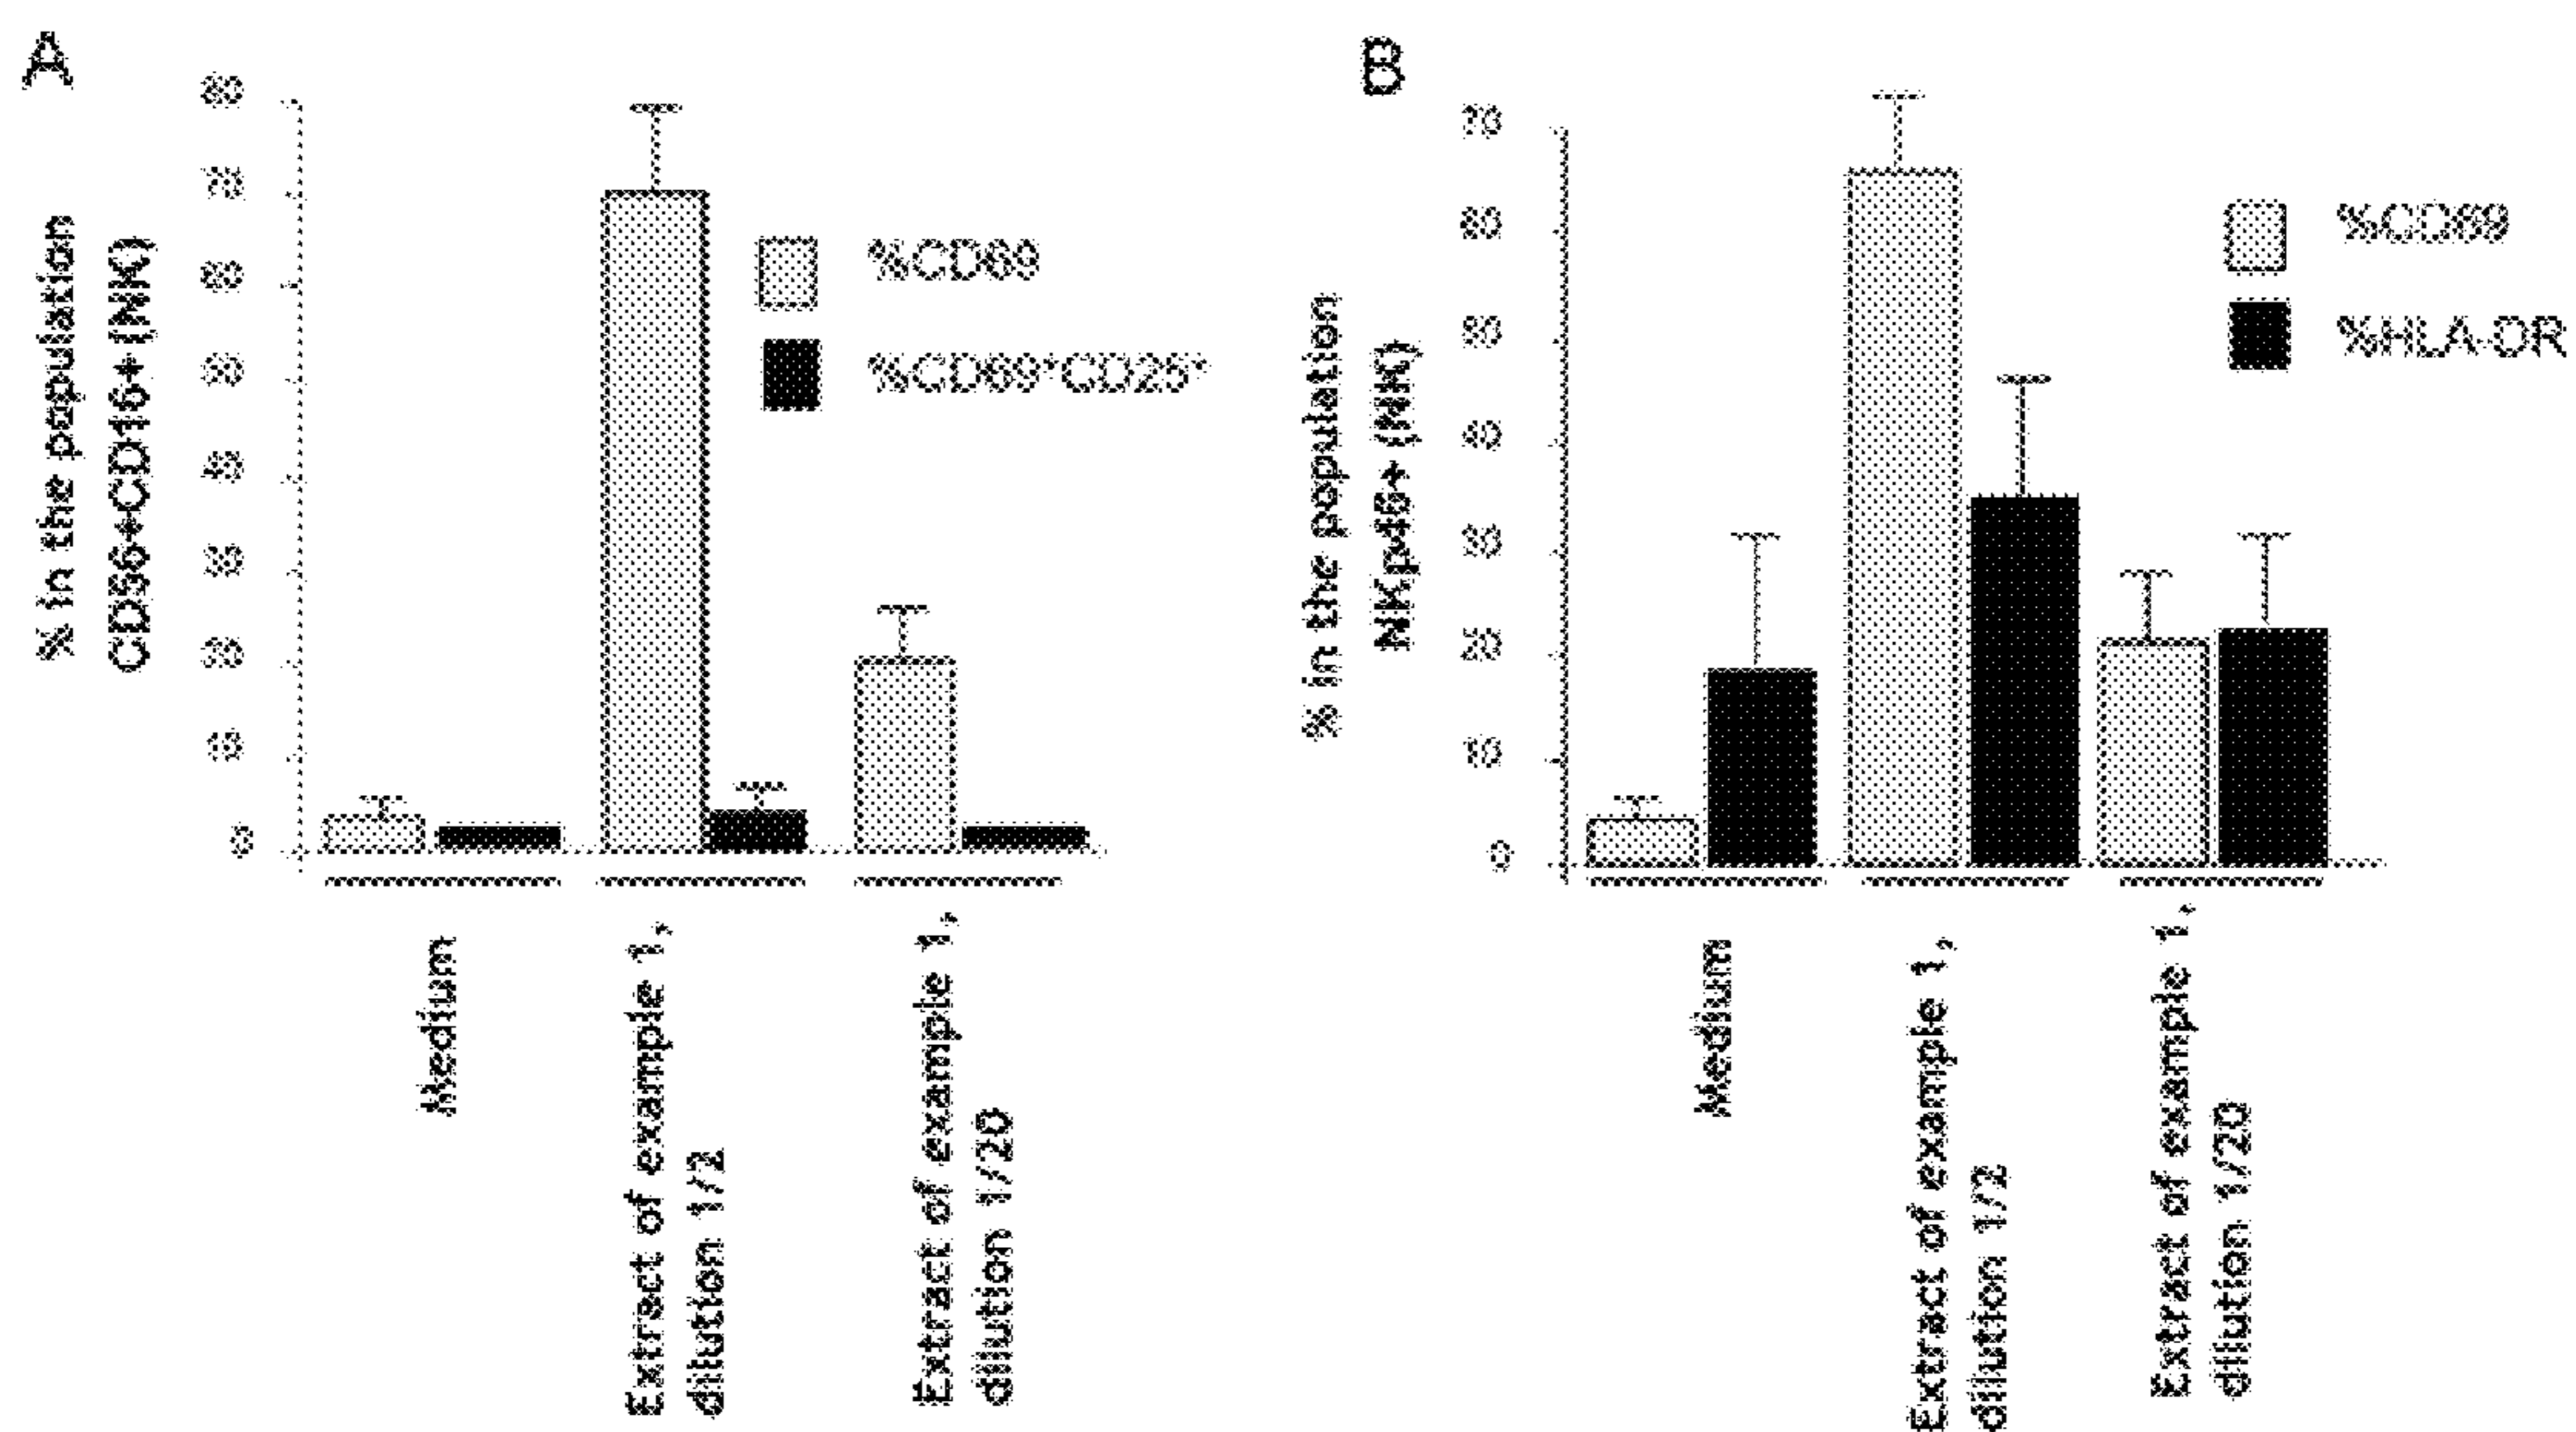 A
% in the population
CD56+CD16+(NK)
80
70
60
50
40
30
20
10
0
%CD69
%CD69+CD25+
Medium
Extract of example 1,
dilution 1/2
Extract of example 1,
dilution 1/20
B
% in the population
NKp46+ (NK)
70
60
50
40
30
20
10
0
%CD69
%HLA-DR
Medium
Extract of example 1,
dilution 1/2
Extract of example 1,
dilution 1/20